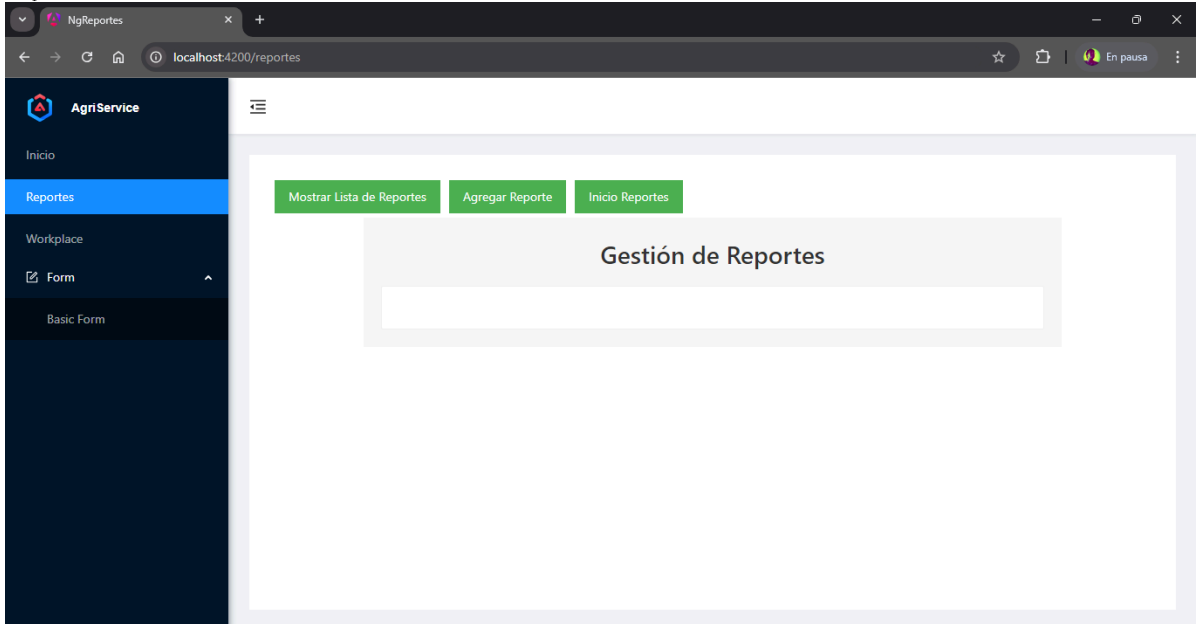 NgReportes
localhost:4200/reportes
En pausa
AgriService
Inicio
Reportes
Workplace
Form
Basic Form
Mostrar Lista de Reportes Agregar Reporte Inicio Reportes
Gestión de Reportes